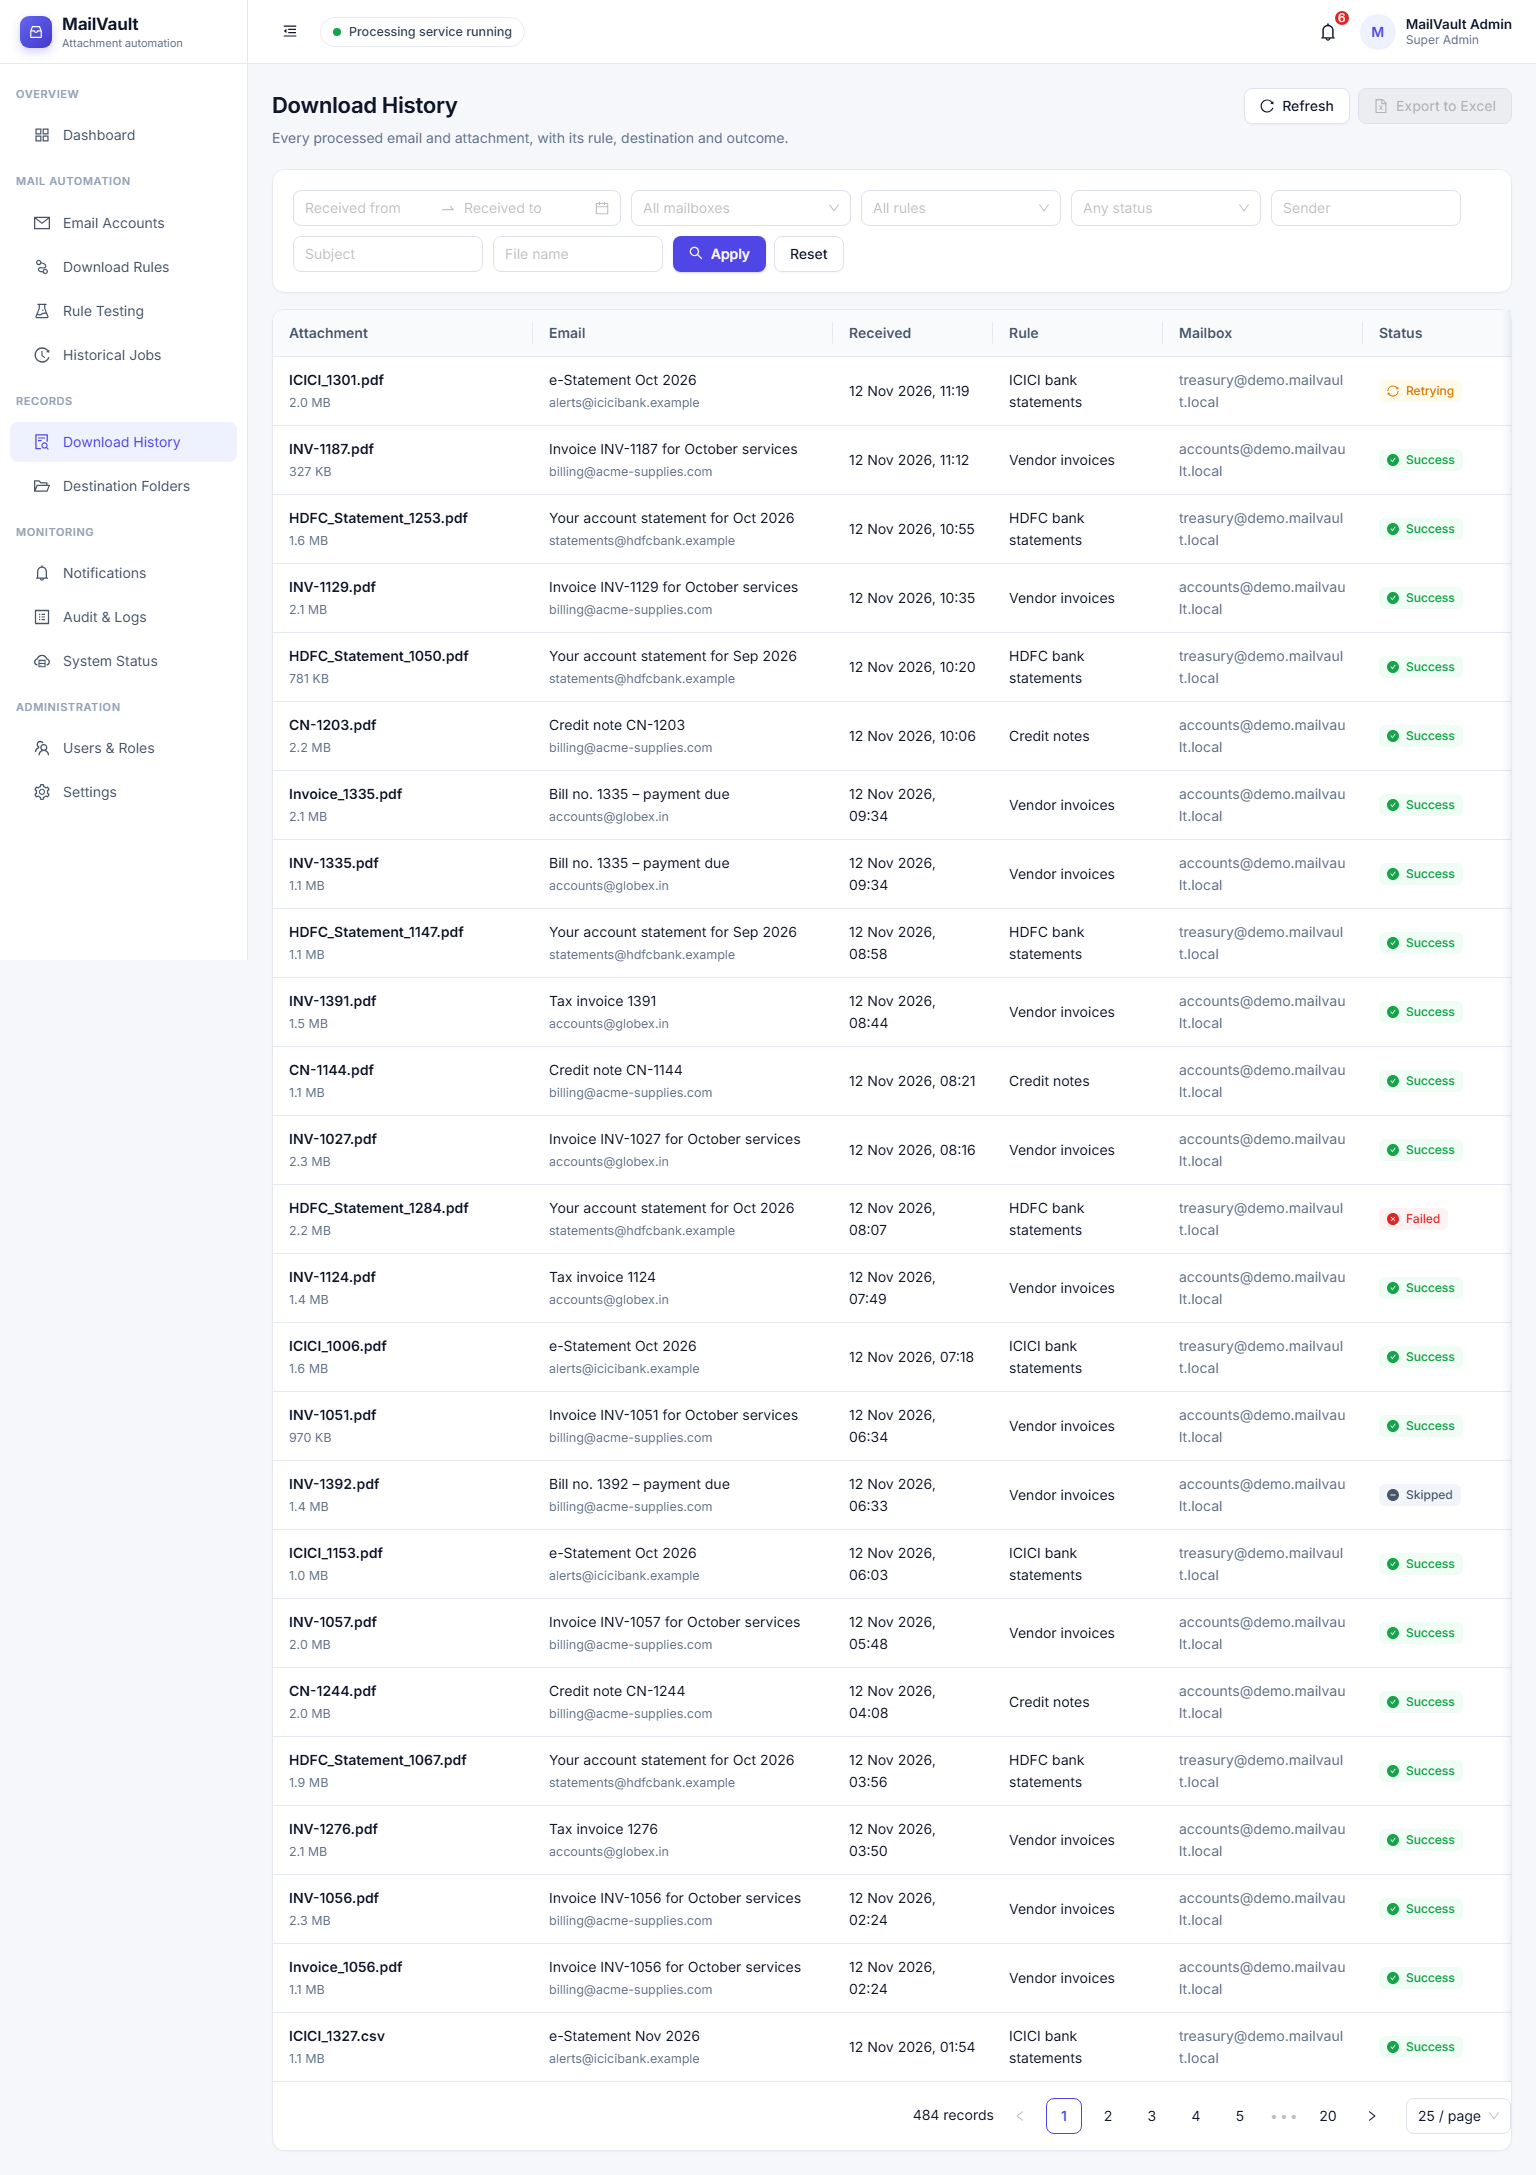 MailVault
Attachment automation
Processing service running
6
M
MailVault Admin
Super Admin
OVERVIEW
Dashboard
MAIL AUTOMATION
Email Accounts
Download Rules
Rule Testing
Historical Jobs
RECORDS
Download History
Destination Folders
MONITORING
Notifications
Audit & Logs
System Status
ADMINISTRATION
Users & Roles
Settings
Download History
Every processed email and attachment, with its rule, destination and outcome.
Refresh
Export to Excel
Received from → Received to
All mailboxes
All rules
Any status
Sender
Subject
File name
Apply
Reset
Attachment Email Received Rule Mailbox Status
ICICI_1301.pdf e-Statement Oct 2026 12 Nov 2026, 11:19 ICICI bank treasury@demo.mailvaul Retrying
2.0 MB alerts@icicibank.example statements t.local
INV-1187.pdf Invoice INV-1187 for October services 12 Nov 2026, 11:12 Vendor invoices accounts@demo.mailvau Success
327 KB billing@acme-supplies.com lt.local
HDFC_Statement_1253.pdf Your account statement for Oct 2026 12 Nov 2026, 10:55 HDFC bank treasury@demo.mailvaul Success
1.6 MB statements@hdfcbank.example statements t.local
INV-1129.pdf Invoice INV-1129 for October services 12 Nov 2026, 10:35 Vendor invoices accounts@demo.mailvau Success
2.1 MB billing@acme-supplies.com lt.local
HDFC_Statement_1050.pdf Your account statement for Sep 2026 12 Nov 2026, 10:20 HDFC bank treasury@demo.mailvaul Success
781 KB statements@hdfcbank.example statements t.local
CN-1203.pdf Credit note CN-1203 12 Nov 2026, 10:06 Credit notes accounts@demo.mailvau Success
2.2 MB billing@acme-supplies.com lt.local
Invoice_1335.pdf Bill no. 1335 – payment due 12 Nov 2026, Vendor invoices accounts@demo.mailvau Success
2.1 MB accounts@globex.in 09:34 lt.local
INV-1335.pdf Bill no. 1335 – payment due 12 Nov 2026, Vendor invoices accounts@demo.mailvau Success
1.1 MB accounts@globex.in 09:34 lt.local
HDFC_Statement_1147.pdf Your account statement for Sep 2026 12 Nov 2026, HDFC bank treasury@demo.mailvaul Success
1.1 MB statements@hdfcbank.example 08:58 statements t.local
INV-1391.pdf Tax invoice 1391 12 Nov 2026, Vendor invoices accounts@demo.mailvau Success
1.5 MB accounts@globex.in 08:44 lt.local
CN-1144.pdf Credit note CN-1144 12 Nov 2026, 08:21 Credit notes accounts@demo.mailvau Success
1.1 MB billing@acme-supplies.com lt.local
INV-1027.pdf Invoice INV-1027 for October services 12 Nov 2026, 08:16 Vendor invoices accounts@demo.mailvau Success
2.3 MB accounts@globex.in lt.local
HDFC_Statement_1284.pdf Your account statement for Oct 2026 12 Nov 2026, HDFC bank treasury@demo.mailvaul Failed
2.2 MB statements@hdfcbank.example 08:07 statements t.local
INV-1124.pdf Tax invoice 1124 12 Nov 2026, Vendor invoices accounts@demo.mailvau Success
1.4 MB accounts@globex.in 07:49 lt.local
ICICI_1006.pdf e-Statement Oct 2026 12 Nov 2026, 07:18 ICICI bank treasury@demo.mailvaul Success
1.6 MB alerts@icicibank.example statements t.local
INV-1051.pdf Invoice INV-1051 for October services 12 Nov 2026, Vendor invoices accounts@demo.mailvau Success
970 KB billing@acme-supplies.com 06:34 lt.local
INV-1392.pdf Bill no. 1392 – payment due 12 Nov 2026, Vendor invoices accounts@demo.mailvau Skipped
1.4 MB billing@acme-supplies.com 06:33 lt.local
ICICI_1153.pdf e-Statement Oct 2026 12 Nov 2026, ICICI bank treasury@demo.mailvaul Success
1.0 MB alerts@icicibank.example 06:03 statements t.local
INV-1057.pdf Invoice INV-1057 for October services 12 Nov 2026, Vendor invoices accounts@demo.mailvau Success
2.0 MB billing@acme-supplies.com 05:48 lt.local
CN-1244.pdf Credit note CN-1244 12 Nov 2026, Credit notes accounts@demo.mailvau Success
2.0 MB billing@acme-supplies.com 04:08 lt.local
HDFC_Statement_1067.pdf Your account statement for Oct 2026 12 Nov 2026, HDFC bank treasury@demo.mailvaul Success
1.9 MB statements@hdfcbank.example 03:56 statements t.local
INV-1276.pdf Tax invoice 1276 12 Nov 2026, Vendor invoices accounts@demo.mailvau Success
2.1 MB accounts@globex.in 03:50 lt.local
INV-1056.pdf Invoice INV-1056 for October services 12 Nov 2026, Vendor invoices accounts@demo.mailvau Success
2.3 MB billing@acme-supplies.com 02:24 lt.local
Invoice_1056.pdf Invoice INV-1056 for October services 12 Nov 2026, Vendor invoices accounts@demo.mailvau Success
1.1 MB billing@acme-supplies.com 02:24 lt.local
ICICI_1327.csv e-Statement Nov 2026 12 Nov 2026, 01:54 ICICI bank treasury@demo.mailvaul Success
1.1 MB alerts@icicibank.example statements t.local
484 records < 1 2 3 4 5 ••• 20 > 25 / page